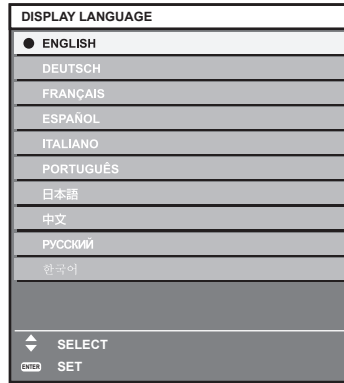 DISPLAY LANGUAGE
ENGLISH
DEUTSCH
FRANÇAIS
ESPAÑOL
ITALIANO
PORTUGUÊS
日本語
中文
РУССКИЙ
한국어
SELECT
ENTER SET